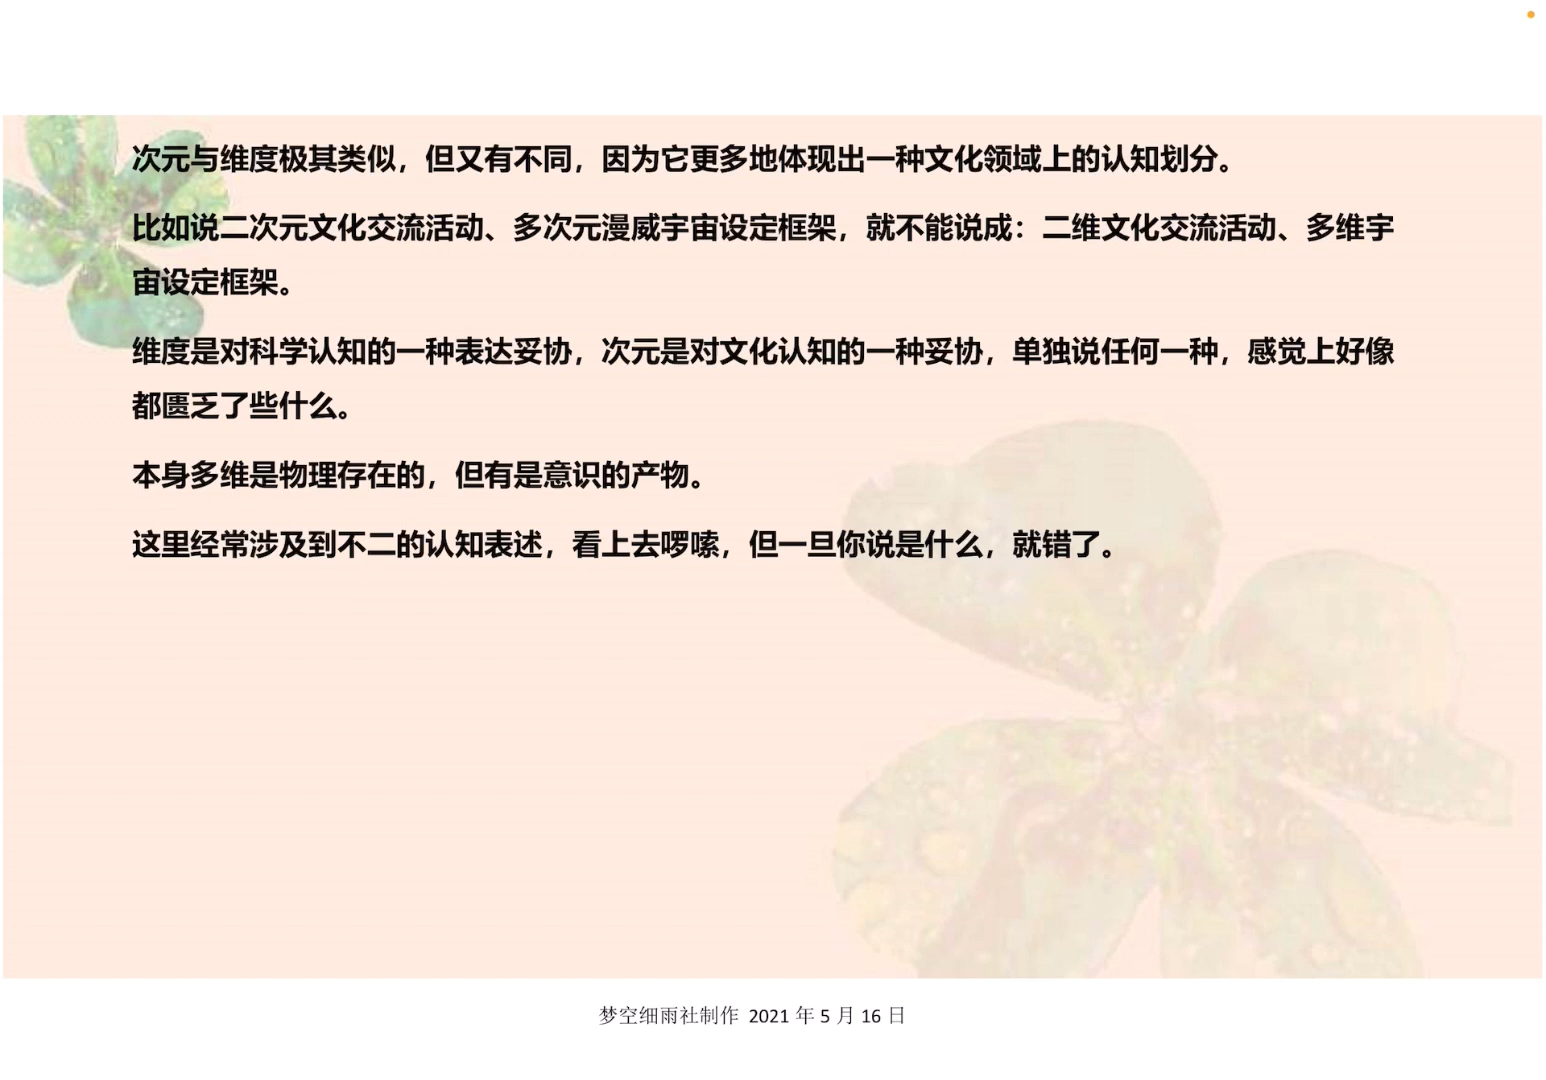 次元与维度极其类似，但又有不同，因为它更多地体现出一种文化领域上的认知划分。
比如说二次元文化交流活动、多次元漫威宇宙设定框架，就不能说成：二维文化交流活动、多维宇
宙设定框架。
维度是对科学认知的一种表达妥协，次元是对文化认知的一种妥协，单独说任何一种，感觉上好像
都匮乏了些什么。
本身多维是物理存在的，但有是意识的产物。
这里经常涉及到不二的认知表述，看上去啰嗦，但一旦你说是什么，就错了。
梦空细雨社制作 2021 年 5 月 16 日